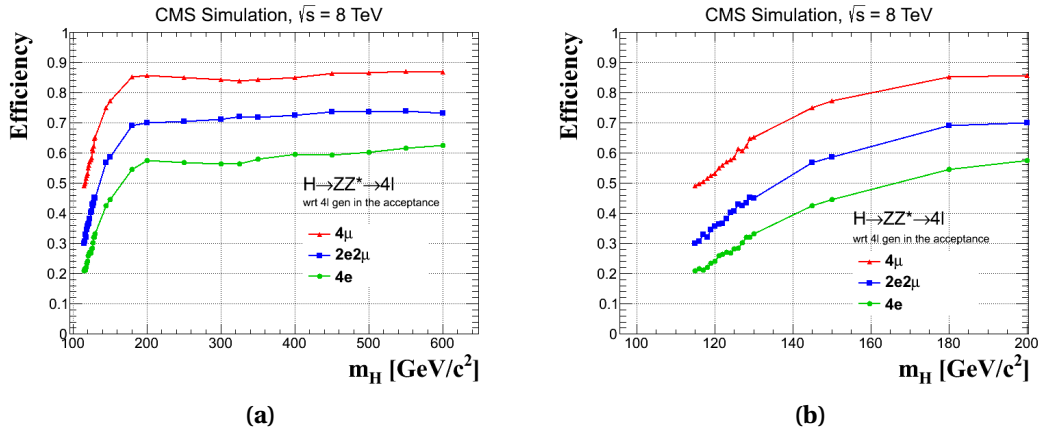 CMS Simulation, √s = 8 TeV
Efficiency
1
0.9
0.8
0.7
0.6
0.5
0.4
0.3
0.2
0.1
0
H→ZZ*→4l
wrt 4l gen in the acceptance
4μ
2e2μ
4e
100 200 300 400 500 600
m_H [GeV/c²]
(a)
CMS Simulation, √s = 8 TeV
Efficiency
1
0.9
0.8
0.7
0.6
0.5
0.4
0.3
0.2
0.1
0
H→ZZ*→4l
wrt 4l gen in the acceptance
4μ
2e2μ
4e
100 120 140 160 180 200
m_H [GeV/c²]
(b)